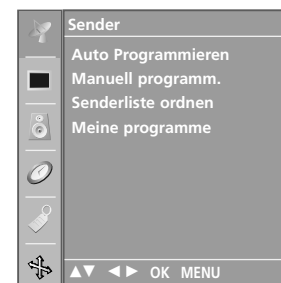 Sender
Auto Programmieren
Manuell programm.
Senderliste ordnen
Meine programme
▲▼ ◄► OK MENU